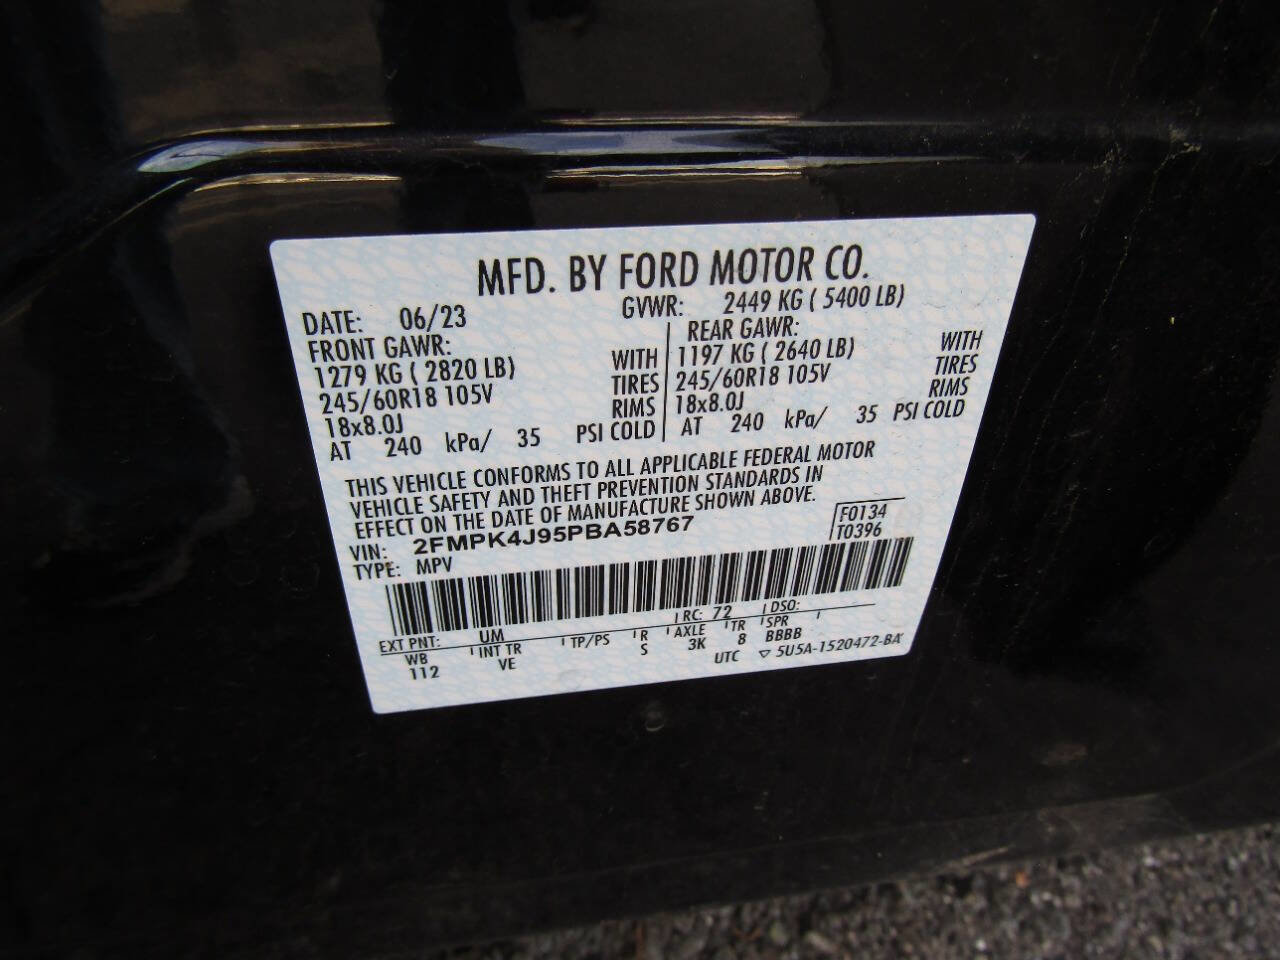 MFD. BY FORD MOTOR CO.
DATE: 06/23 GVWR: 2449 KG ( 5400 LB)
FRONT GAWR: REAR GAWR:
1279 KG ( 2820 LB) WITH 1197 KG ( 2640 LB) WITH
245/60R18 105V TIRES 245/60R18 105V TIRES
18x8.0J RIMS 18x8.0J RIMS
AT 240 kPa/ 35 PSI COLD AT 240 kPa/ 35 PSI COLD
THIS VEHICLE CONFORMS TO ALL APPLICABLE FEDERAL MOTOR
VEHICLE SAFETY AND THEFT PREVENTION STANDARDS IN
EFFECT ON THE DATE OF MANUFACTURE SHOWN ABOVE.
VIN: 2FMPK4J95PBA58767 F0134
TYPE: MPV T0396
EXT PNT: UM RC: 72 DSO:
WB INT TR TP/PS R AXLE TR SPR
112 VE S 3K 8 BBBB
UTC ▽ 5U5A-1520472-BA